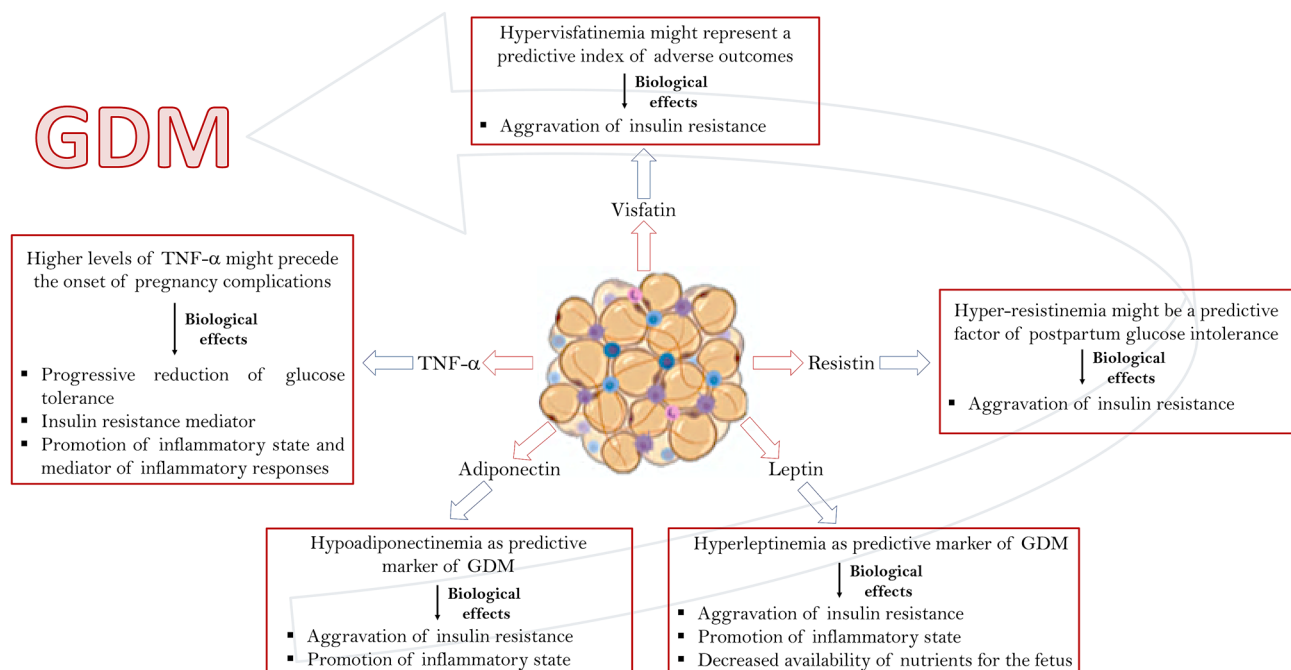 Hypervisfatinemia might represent a
predictive index of adverse outcomes
Biological
effects
▪ Aggravation of insulin resistance
GDM
Visfatin
Higher levels of TNF-α might precede
the onset of pregnancy complications
Biological
effects
▪ Progressive reduction of glucose
tolerance
▪ Insulin resistance mediator
▪ Promotion of inflammatory state and
mediator of inflammatory responses
TNF-α
Resistin
Hyper-resistinemia might be a predictive
factor of postpartum glucose intolerance
Biological
effects
▪ Aggravation of insulin resistance
Adiponectin
Leptin
Hypoadiponectinemia as predictive
marker of GDM
Biological
effects
▪ Aggravation of insulin resistance
▪ Promotion of inflammatory state
Hyperleptinemia as predictive marker of GDM
Biological
effects
▪ Aggravation of insulin resistance
▪ Promotion of inflammatory state
▪ Decreased availability of nutrients for the fetus